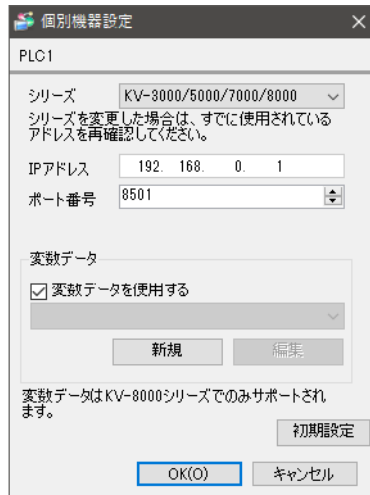 個別機器設定
PLC1
シリーズ KV-3000/5000/7000/8000
シリーズを変更した場合は、すでに使用されている
アドレスを再確認してください。
IPアドレス 192. 168. 0. 1
ポート番号 8501
変数データ
変数データを使用する
新規 編集
変数データはKV-8000シリーズでのみサポートされ
ます。
初期設定
OK(O) キャンセル